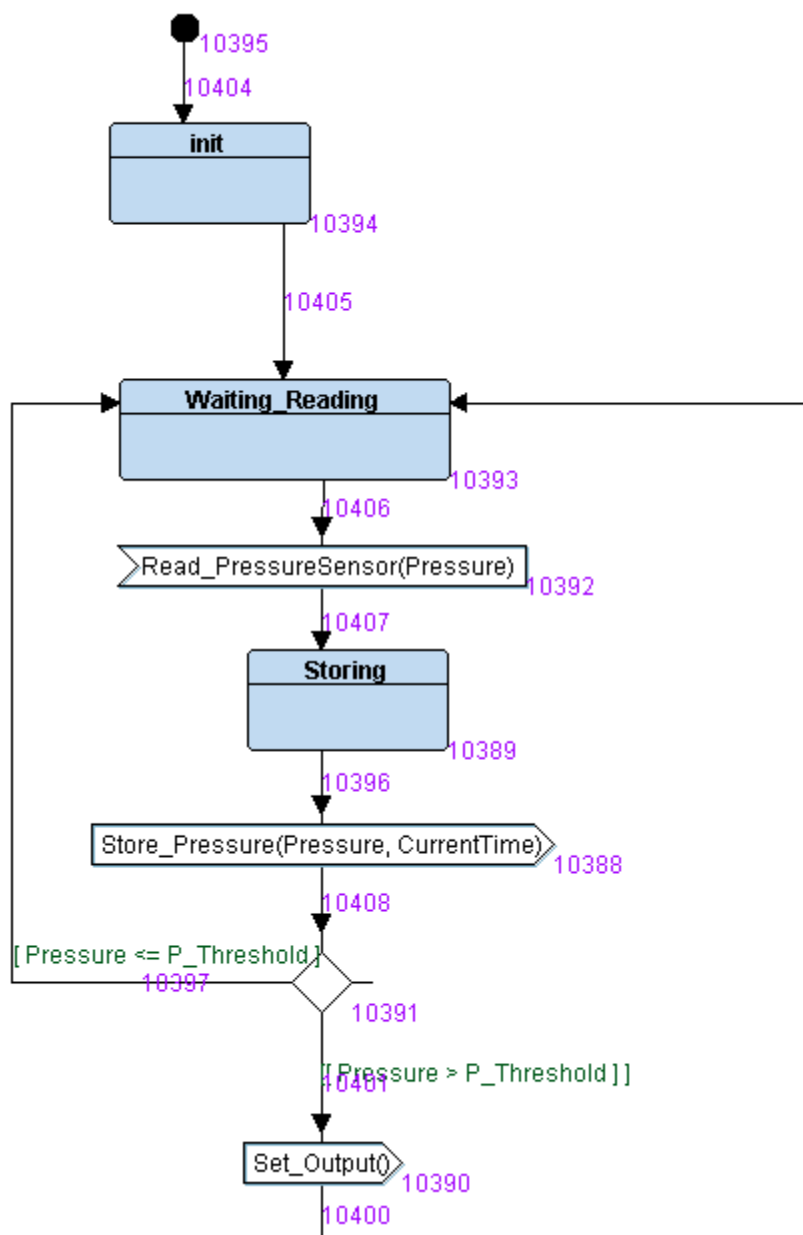 10395
10404
init
10394
10405
Waiting_Reading
10393
10406
Read_PressureSensor(Pressure)
10392
10407
Storing
10389
10396
Store_Pressure(Pressure, CurrentTime)
10388
10408
[ Pressure <= P_Threshold ]
10397
10391
[[ Pressure > P_Threshold ] ]
10401
Set_Output()
10390
10400